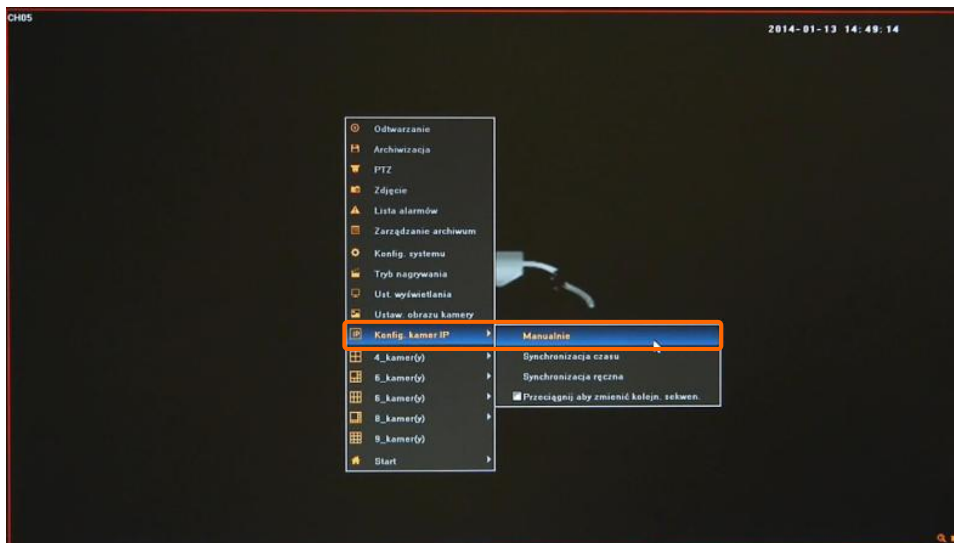 CH05
2014-01-13 14:49:14
Odtwarzanie
Archiwizacja
PTZ
Zdjęcie
Lista alarmów
Zarządzanie archiwum
Konfig. systemu
Tryb nagrywania
Ust. wyświetlania
Ustaw. obrazu kamery
IP Konfig. kamer IP
Manualnie
4_kamer(y)
Synchronizacja czasu
6_kamer(y)
Synchronizacja ręczna
6_kamer(y)
Przeciągnij aby zmienić kolejn. sekwen.
8_kamer(y)
9_kamer(y)
Start